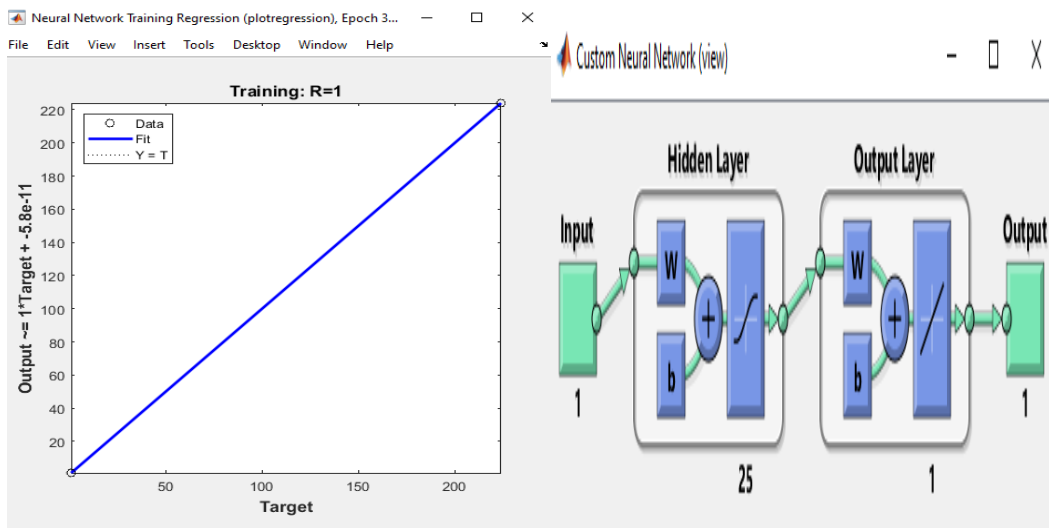 Neural Network Training Regression (plotregression), Epoch 3...
File Edit View Insert Tools Desktop Window Help
Training: R=1
Data
Fit
Y = T
Output ~= 1*Target + -5.8e-11
220
200
180
160
140
120
100
80
60
40
20
50 100 150 200
Target
Custom Neural Network (view)
Hidden Layer Output Layer
Input Output
W W
+ +
b b
1 1
25 1